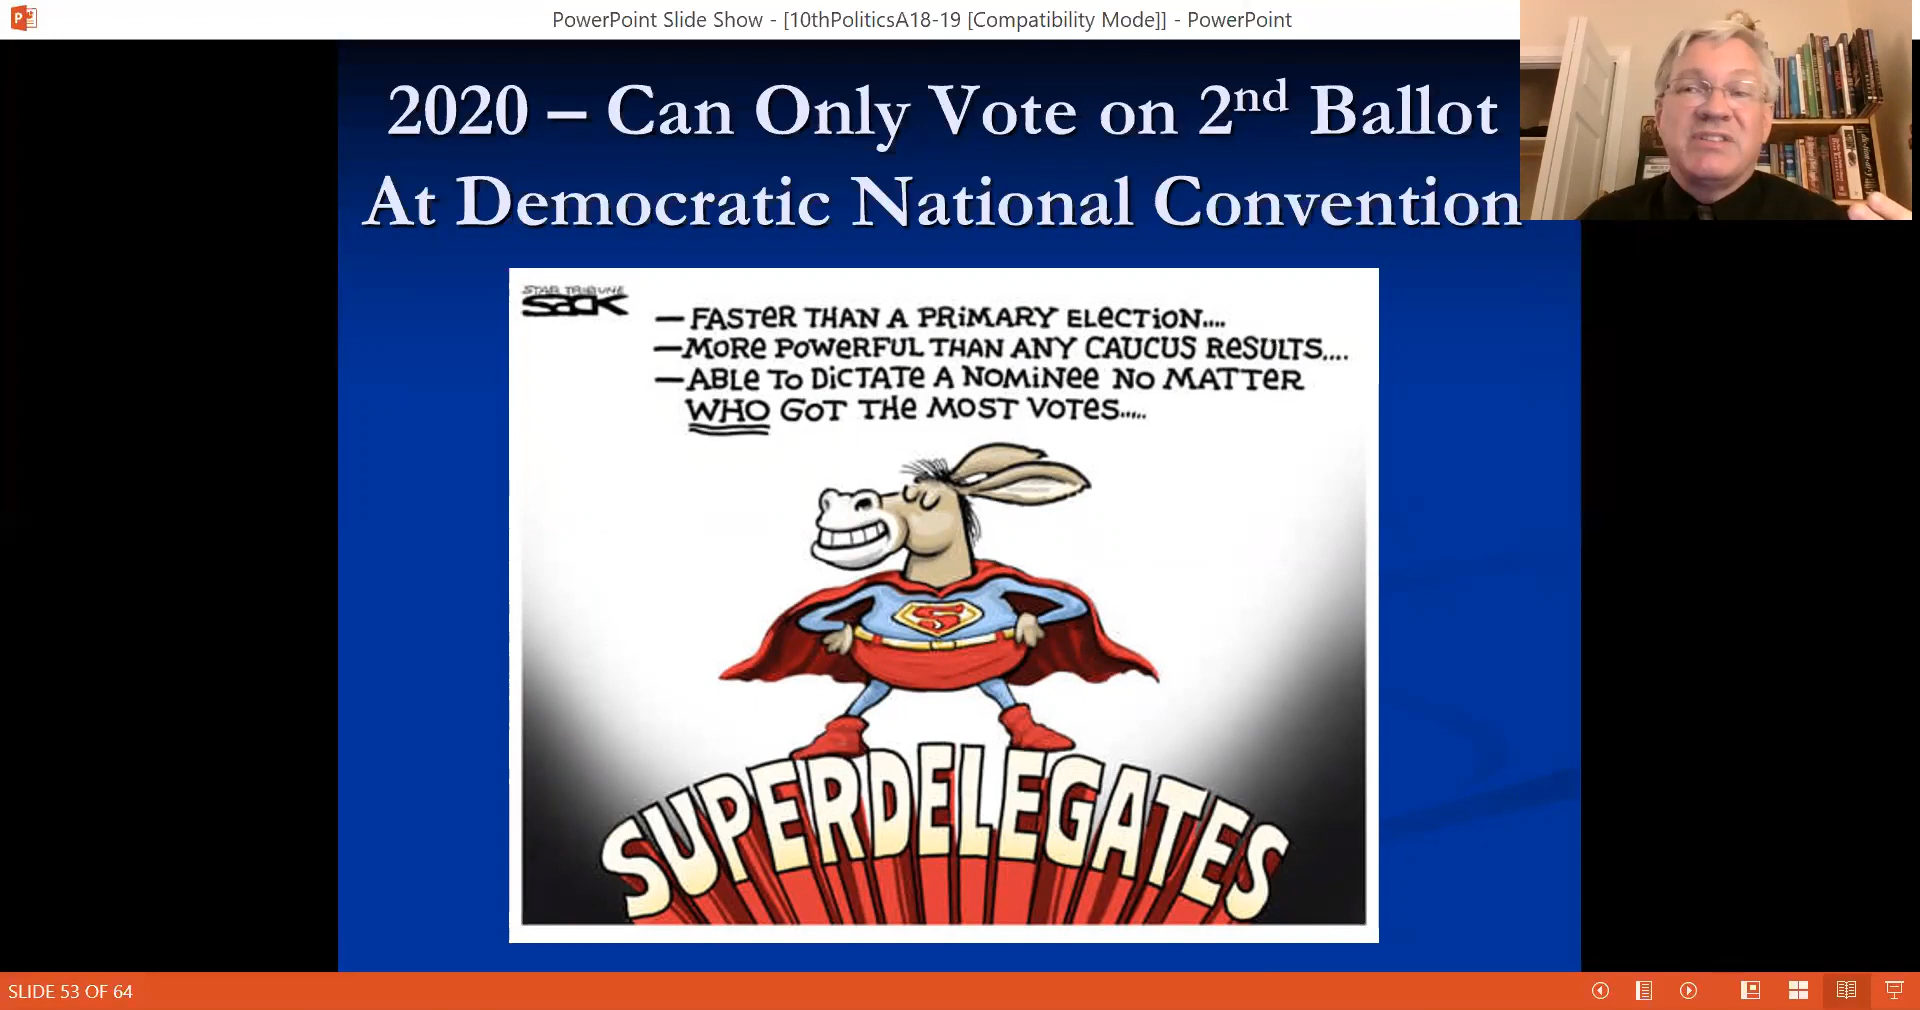 PowerPoint Slide Show - [10thPoliticsA18-19 [Compatibility Mode]] - PowerPoint
2020 – Can Only Vote on 2nd Ballot
At Democratic National Convention
STAR TRIBUNE
SACK
— FASTER THAN A PRIMARY ELECTION....
— MORE POWERFUL THAN ANY CAUCUS RESULTS....
— ABLE TO DICTATE A NOMINEE NO MATTER
WHO GOT THE MOST VOTES.....
S
SUPERDELEGATES
SLIDE 53 OF 64